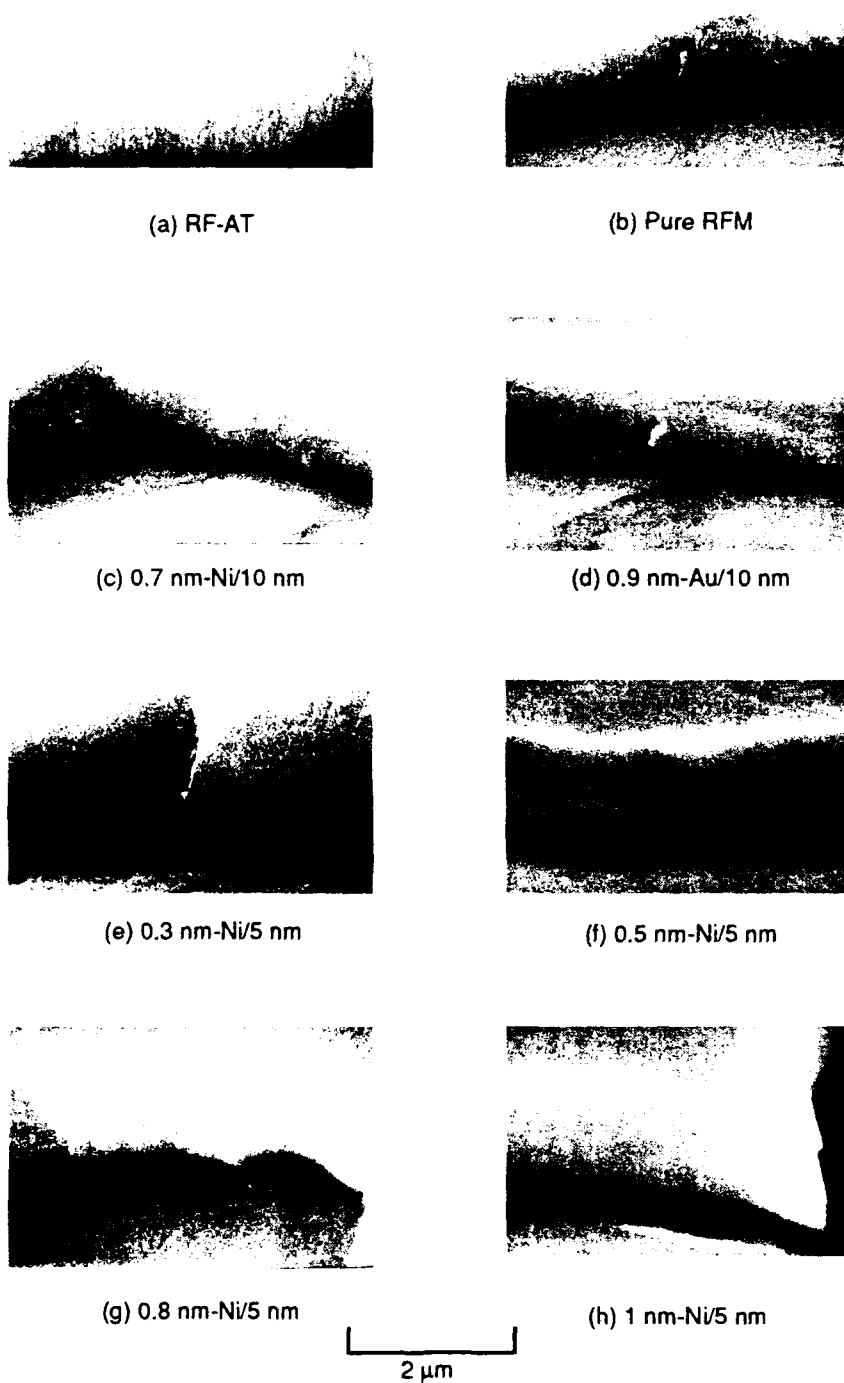 (a) RF-AT
(b) Pure RFM
(c) 0.7 nm-Ni/10 nm
(d) 0.9 nm-Au/10 nm
(e) 0.3 nm-Ni/5 nm
(f) 0.5 nm-Ni/5 nm
(g) 0.8 nm-Ni/5 nm
(h) 1 nm-Ni/5 nm
2 μm